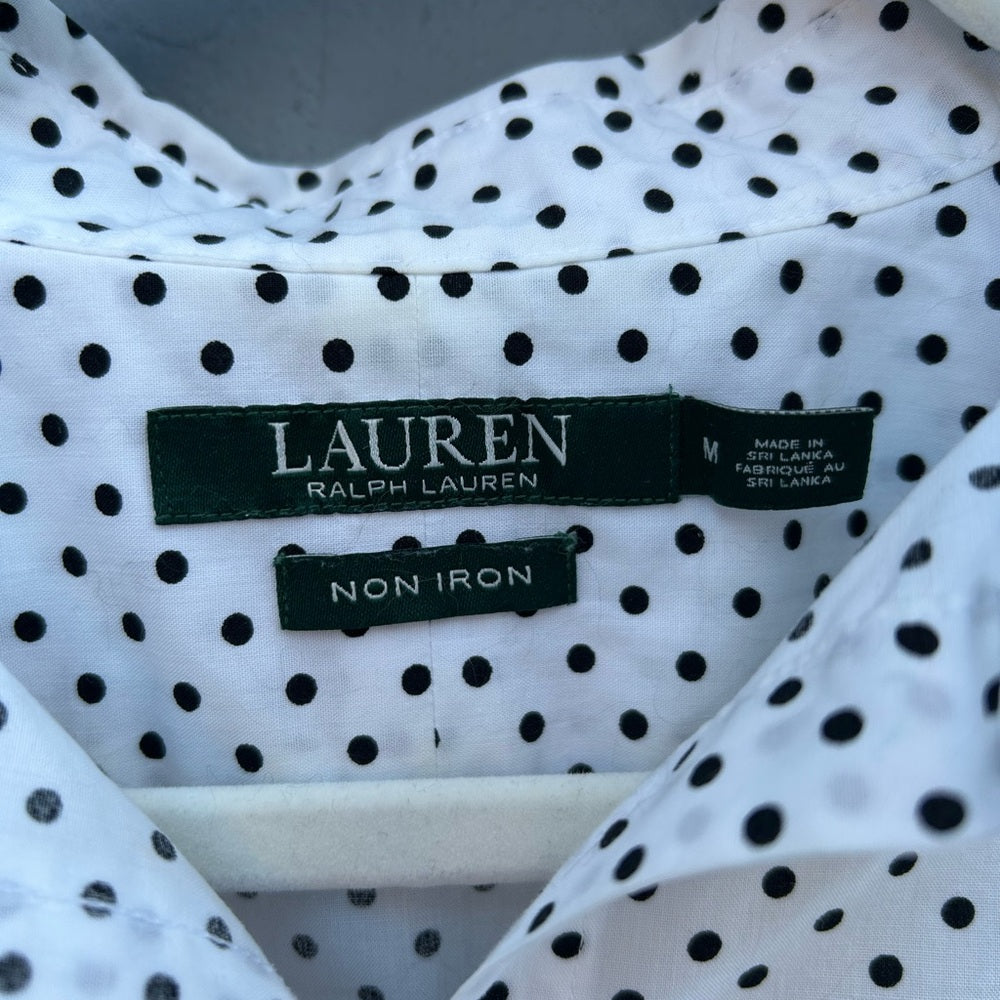 LAUREN
RALPH LAUREN
M
MADE IN
SRI LANKA
FABRIQUÉ AU
SRI LANKA
NON IRON